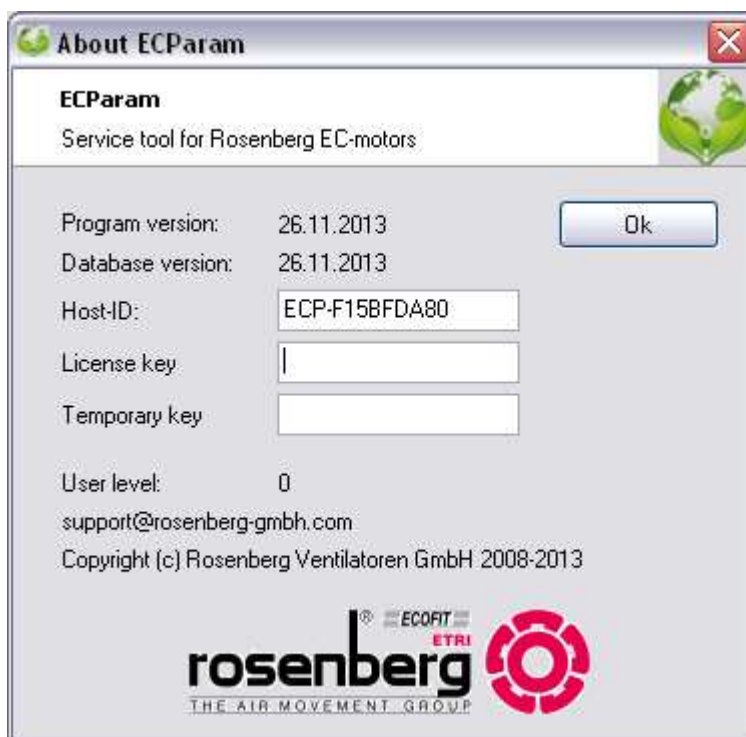 About ECParam
ECParam
Service tool for Rosenberg EC-motors
Program version: 26.11.2013 Ok
Database version: 26.11.2013
Host-ID: ECP-F15BFDA80
License key
Temporary key
User level: 0
support@rosenberg-gmbh.com
Copyright (c) Rosenberg Ventilatoren GmbH 2008-2013
® ECOFIT
ETRI
rosenberg
THE AIR MOVEMENT GROUP